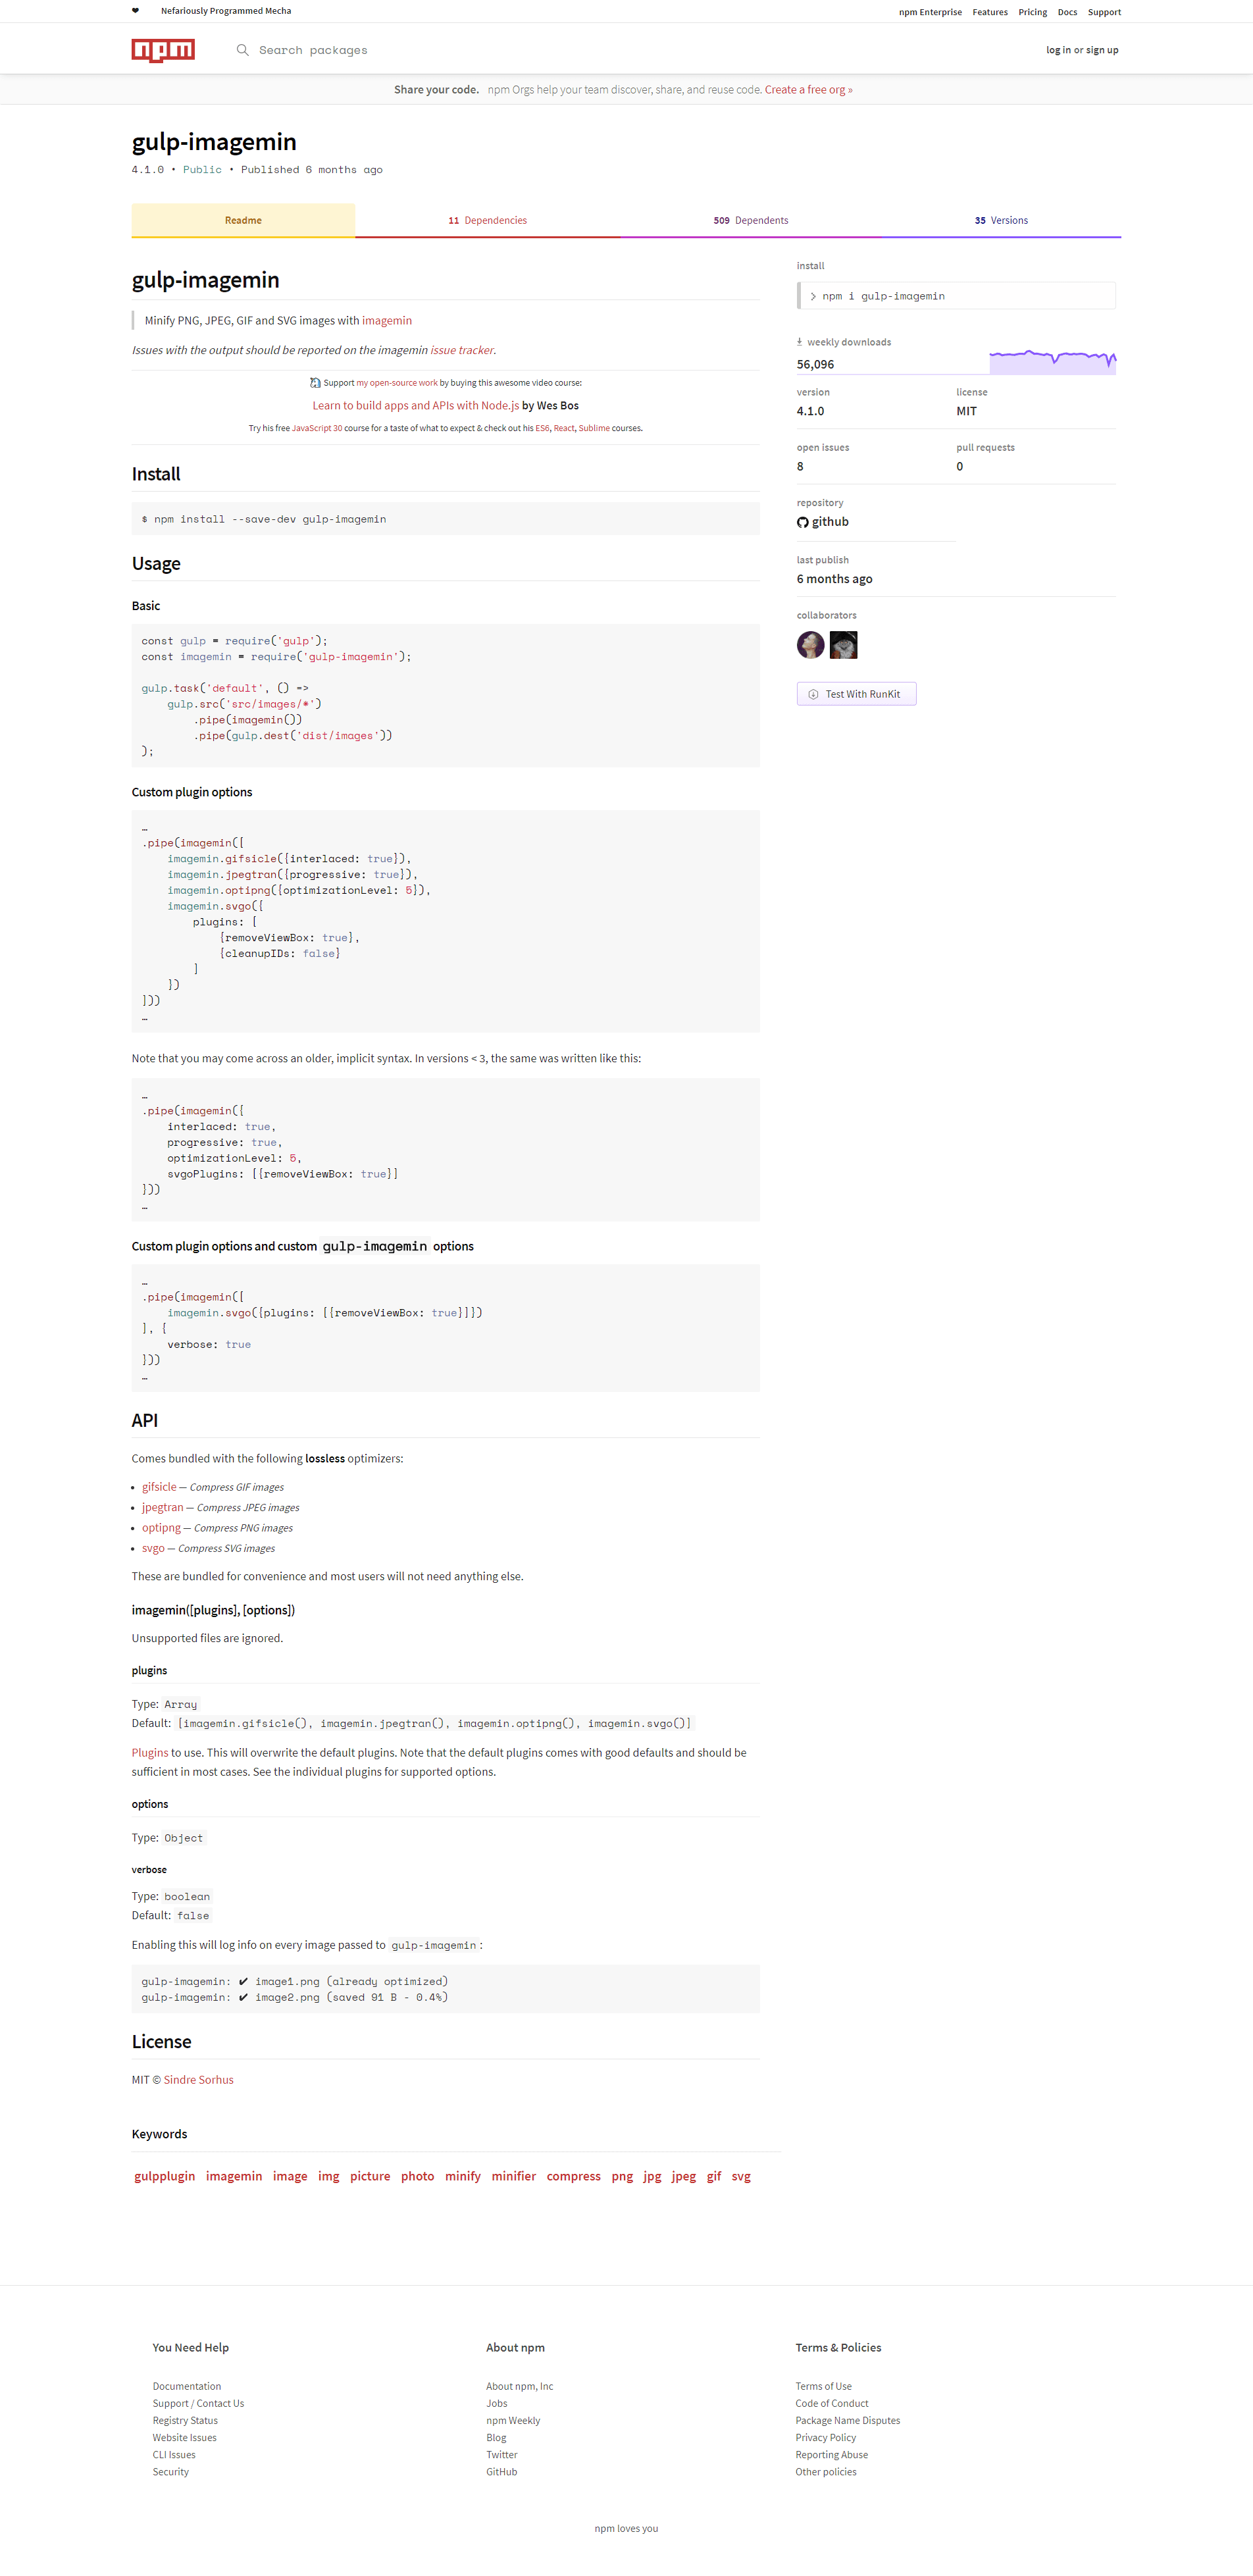 ❤ Nefariously Programmed Mecha
npm Enterprise Features Pricing Docs Support
npm
Search packages
log in or sign up
Share your code. npm Orgs help your team discover, share, and reuse code. Create a free org »
gulp-imagemin
4.1.0 • Public • Published 6 months ago
Readme
11 Dependencies
509 Dependents
35 Versions
gulp-imagemin
Minify PNG, JPEG, GIF and SVG images with imagemin
Issues with the output should be reported on the imagemin issue tracker.
Support my open-source work by buying this awesome video course:
Learn to build apps and APIs with Node.js by Wes Bos
Try his free JavaScript 30 course for a taste of what to expect & check out his ES6, React, Sublime courses.
Install
$ npm install --save-dev gulp-imagemin
Usage
Basic
const gulp = require('gulp');
const imagemin = require('gulp-imagemin');
gulp.task('default', () =>
    gulp.src('src/images/*')
        .pipe(imagemin())
        .pipe(gulp.dest('dist/images'))
);
Custom plugin options
…
.pipe(imagemin([
    imagemin.gifsicle({interlaced: true}),
    imagemin.jpegtran({progressive: true}),
    imagemin.optipng({optimizationLevel: 5}),
    imagemin.svgo({
        plugins: [
            {removeViewBox: true},
            {cleanupIDs: false}
        ]
    })
]))
…
Note that you may come across an older, implicit syntax. In versions < 3, the same was written like this:
…
.pipe(imagemin({
    interlaced: true,
    progressive: true,
    optimizationLevel: 5,
    svgoPlugins: [{removeViewBox: true}]
}))
…
Custom plugin options and custom gulp-imagemin options
…
.pipe(imagemin([
    imagemin.svgo({plugins: [{removeViewBox: true}]})
], {
    verbose: true
}))
…
API
Comes bundled with the following lossless optimizers:
• gifsicle — Compress GIF images
• jpegtran — Compress JPEG images
• optipng — Compress PNG images
• svgo — Compress SVG images
These are bundled for convenience and most users will not need anything else.
imagemin([plugins], [options])
Unsupported files are ignored.
plugins
Type: Array
Default: [imagemin.gifsicle(), imagemin.jpegtran(), imagemin.optipng(), imagemin.svgo()]
Plugins to use. This will overwrite the default plugins. Note that the default plugins comes with good defaults and should be
sufficient in most cases. See the individual plugins for supported options.
options
Type: Object
verbose
Type: boolean
Default: false
Enabling this will log info on every image passed to gulp-imagemin:
gulp-imagemin: ✔ image1.png (already optimized)
gulp-imagemin: ✔ image2.png (saved 91 B - 0.4%)
License
MIT © Sindre Sorhus
Keywords
gulpplugin imagemin image img picture photo minify minifier compress png jpg jpeg gif svg
install
npm i gulp-imagemin
weekly downloads
56,096
version
4.1.0
license
MIT
open issues
8
pull requests
0
repository
github
last publish
6 months ago
collaborators
Test With RunKit
You Need Help
Documentation
Support / Contact Us
Registry Status
Website Issues
CLI Issues
Security
About npm
About npm, Inc
Jobs
npm Weekly
Blog
Twitter
GitHub
Terms & Policies
Terms of Use
Code of Conduct
Package Name Disputes
Privacy Policy
Reporting Abuse
Other policies
npm loves you